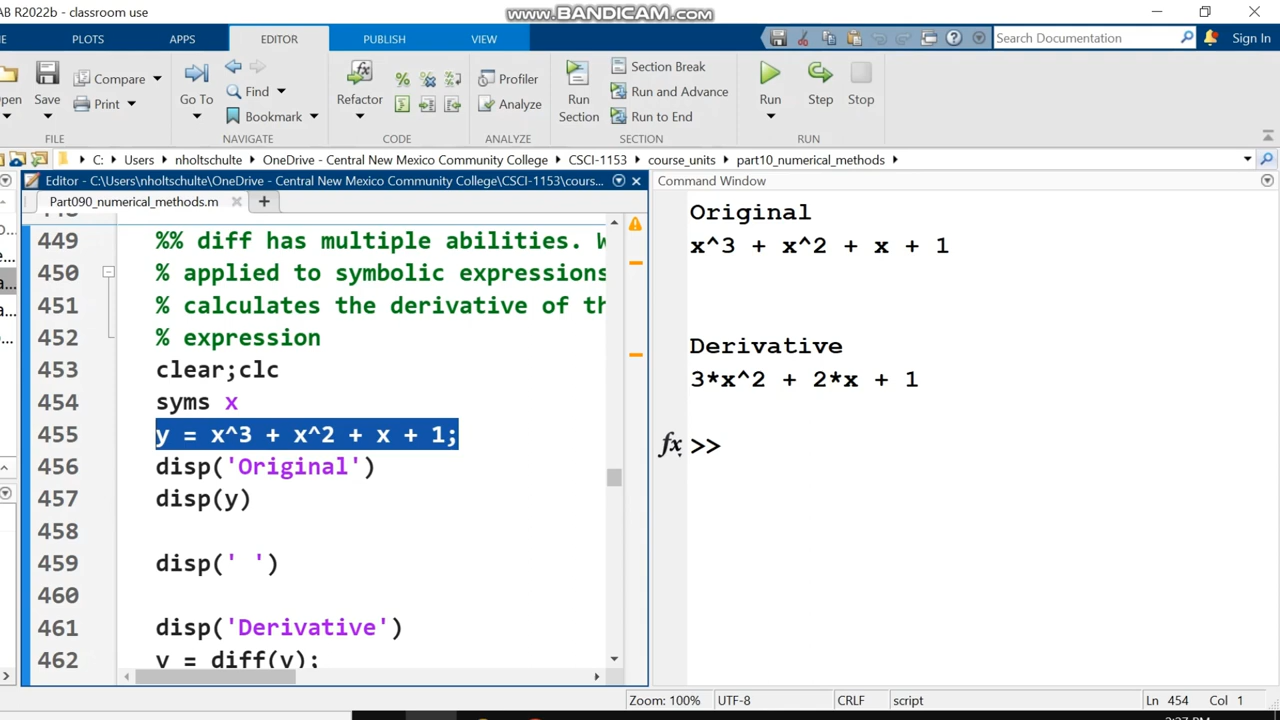 AB R2022b - classroom use
www.BANDICAM.com
PLOTS
APPS
EDITOR
PUBLISH
VIEW
Search Documentation
Sign In
Save
Compare
Print
Go To
Find
Bookmark
Refactor
Profiler
Analyze
Run
Section
Section Break
Run and Advance
Run to End
Run
Step
Stop
FILE
NAVIGATE
CODE
ANALYZE
SECTION
RUN
C: Users nholtschulte OneDrive - Central New Mexico Community College CSCI-1153 course_units part10_numerical_methods
Editor - C:\Users\nholtschulte\OneDrive - Central New Mexico Community College\CSCI-1153\cours...
Part090_numerical_methods.m
449 %% diff has multiple abilities. W
450 % applied to symbolic expressions
451 % calculates the derivative of th
452 % expression
453 clear;clc
454 syms x
455 y = x^3 + x^2 + x + 1;
456 disp('Original')
457 disp(y)
458
459 disp(' ')
460
461 disp('Derivative')
462 y = diff(y);
Command Window
Original
x^3 + x^2 + x + 1
Derivative
3*x^2 + 2*x + 1
fx >>
Zoom: 100%
UTF-8
CRLF
script
Ln 454 Col 1